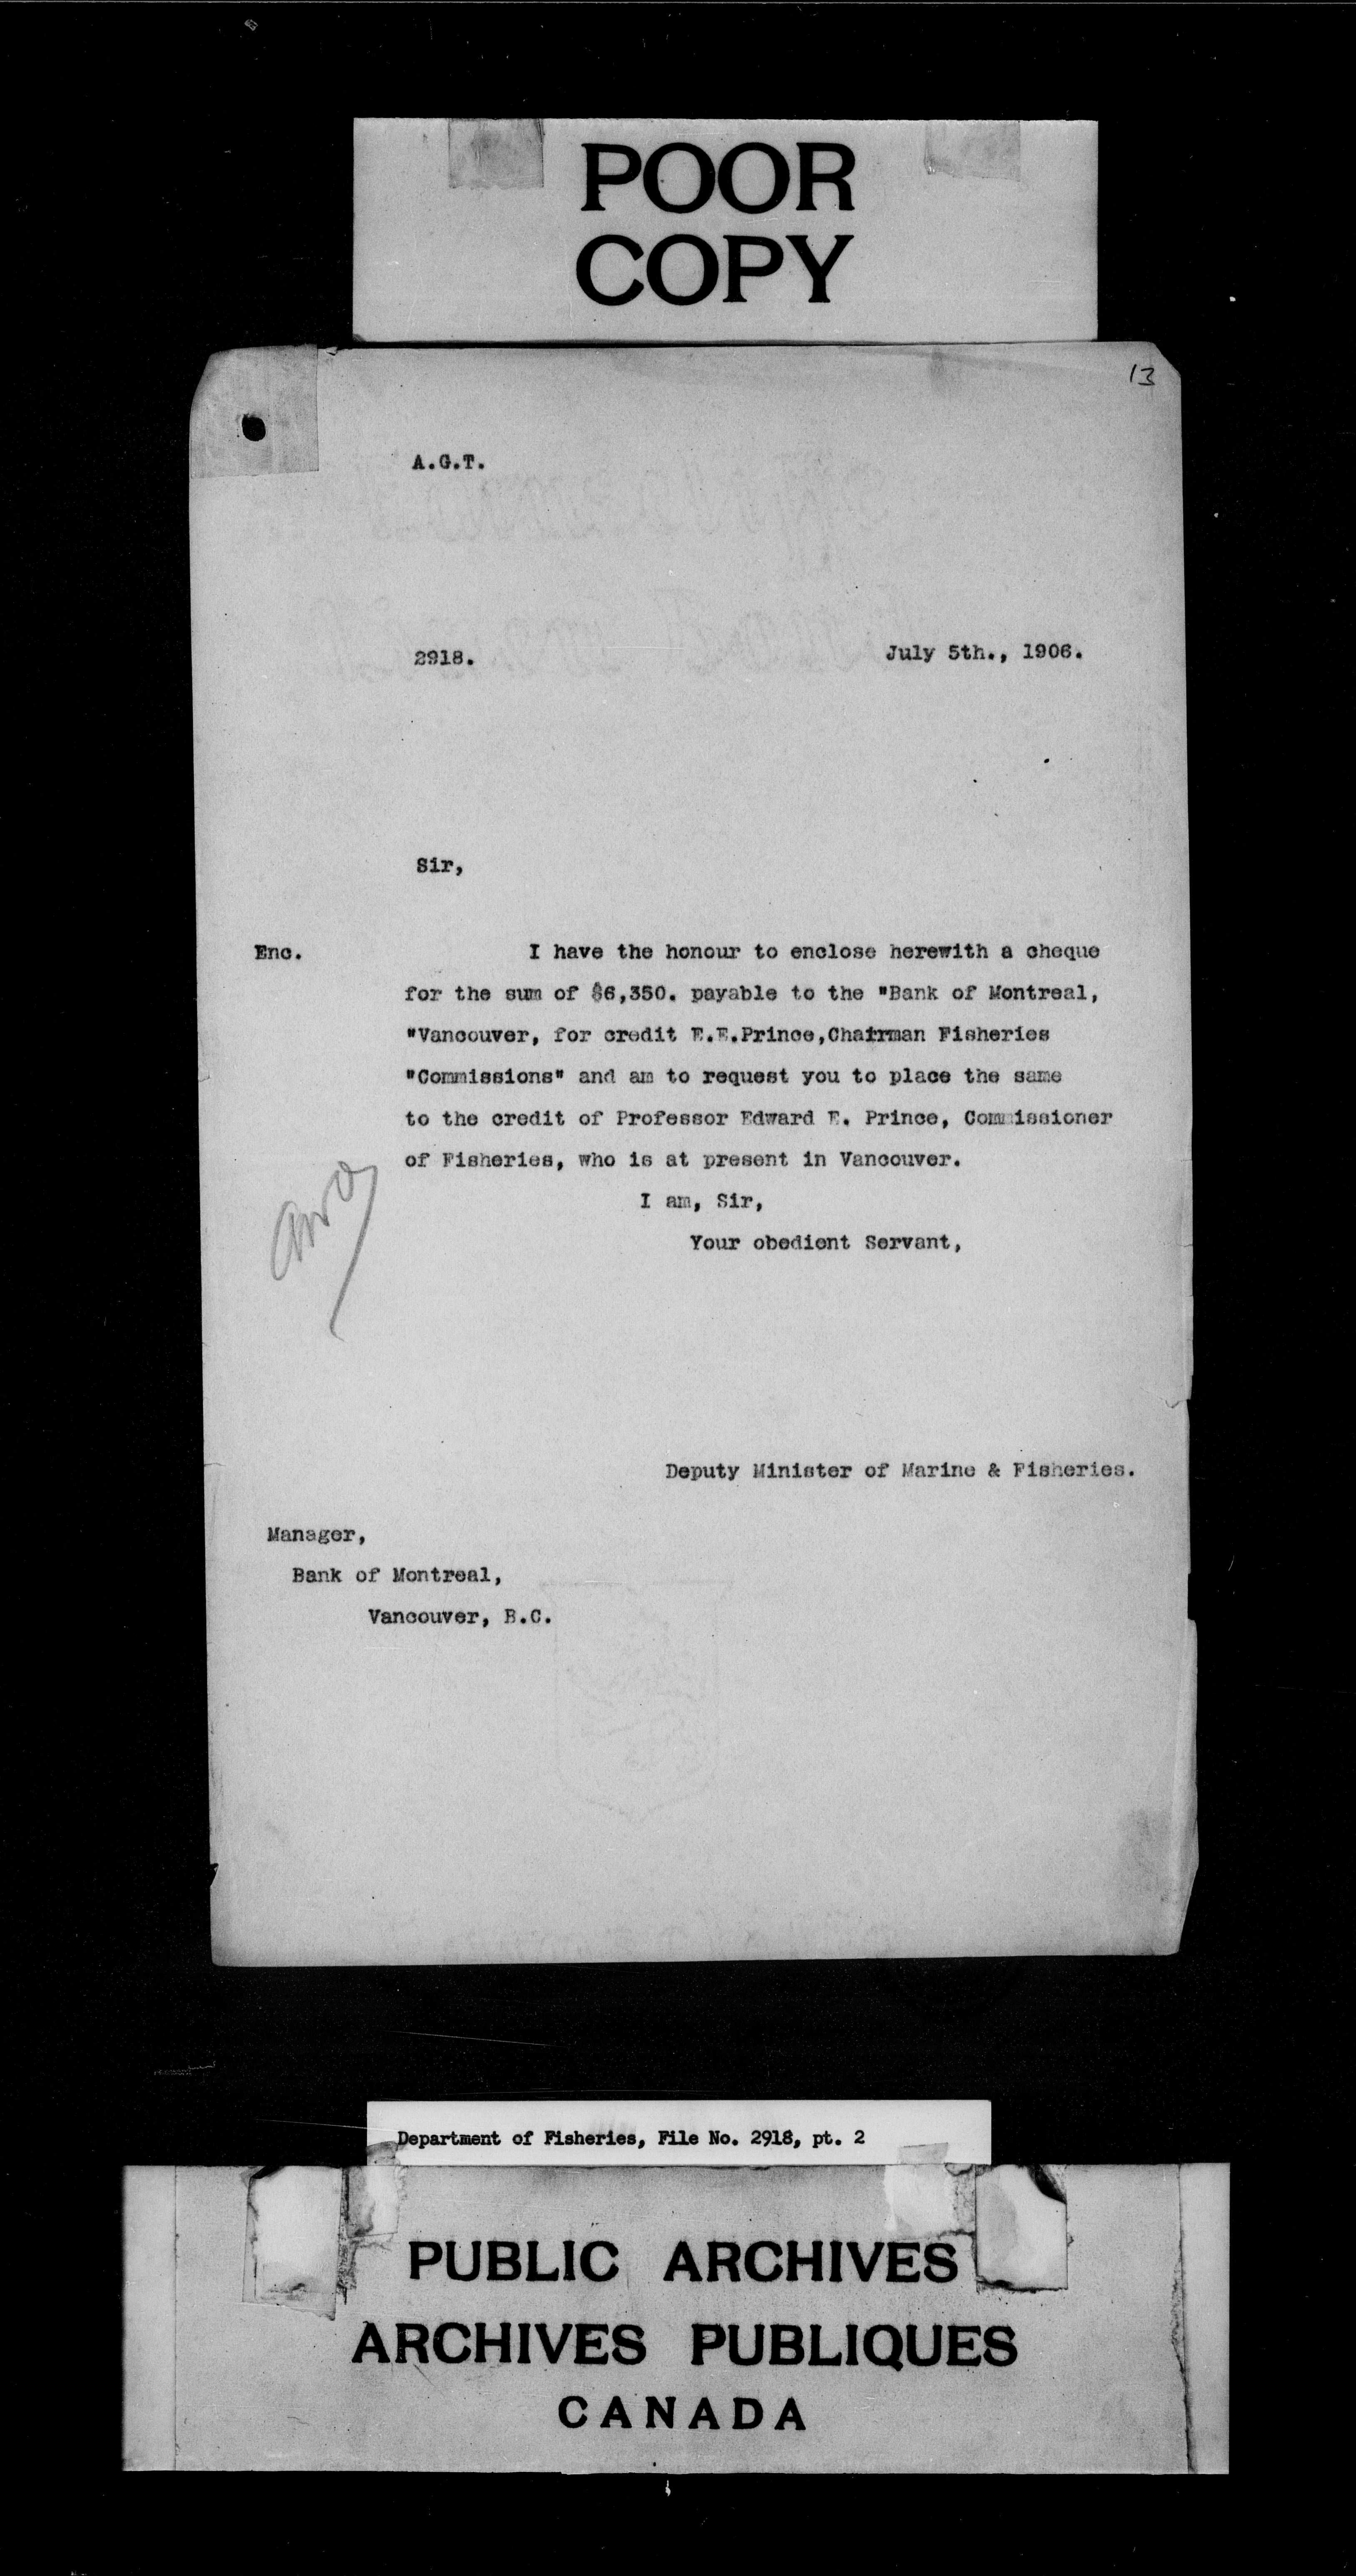 POOR
COPY
13
A.G.T.
2918. July 5th., 1906.
Sir,
Enc. I have the honour to enclose herewith a cheque
for the sum of $6,350. payable to the "Bank of Montreal,
"Vancouver, for credit E.E.Prince,Chairman Fisheries
"Commissions" and am to request you to place the same
to the credit of Professor Edward E. Prince, Commissioner
of Fisheries, who is at present in Vancouver.
I am, Sir,
Your obedient Servant,
Deputy Minister of Marine & Fisheries.
Manager,
Bank of Montreal,
Vancouver, B.C.
Department of Fisheries, File No. 2918, pt. 2
PUBLIC ARCHIVES
ARCHIVES PUBLIQUES
CANADA